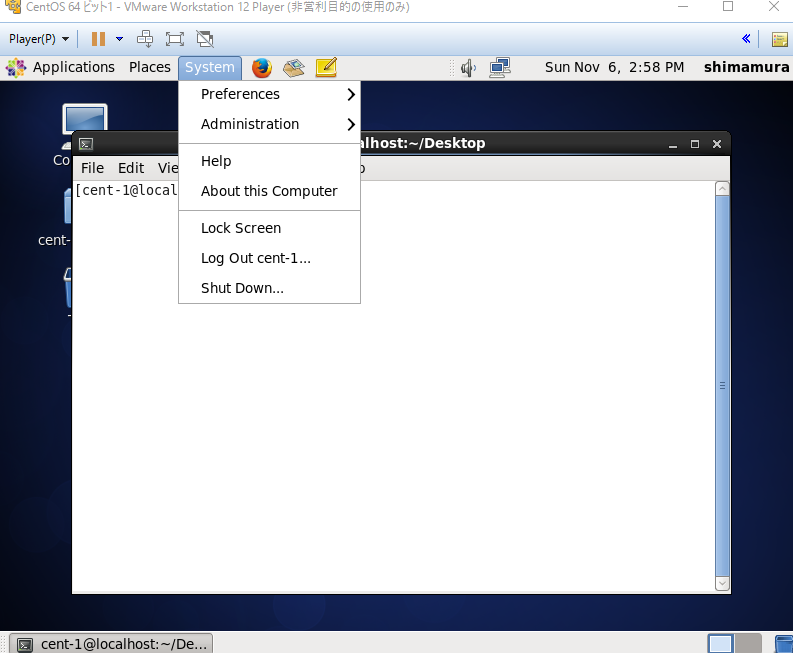 CentOS 64 ビット1 - VMware Workstation 12 Player (非営利目的の使用のみ)
Player(P)
Applications Places System Sun Nov 6, 2:58 PM shimamura
Preferences
Administration
Help
About this Computer
Lock Screen
Log Out cent-1...
Shut Down...
Co
cent-
alhost:~/Desktop
File Edit Vie p
[cent-1@local
cent-1@localhost:~/De...